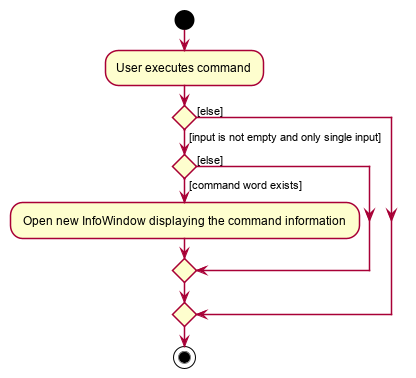 User executes command
[else]
[input is not empty and only single input]
[else]
[command word exists]
Open new InfoWindow displaying the command information